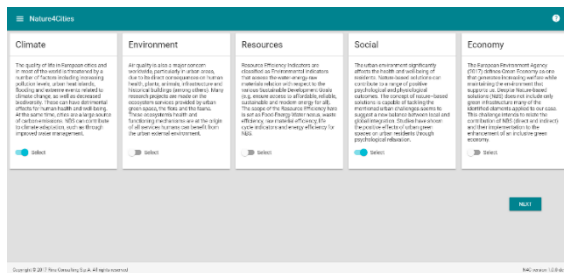 Nature4Cities
Climate
The quality of life in European cities and
in most of the world is threatened by a
number of factors including increasing
pollution levels, urban heat islands,
flooding and extreme events related to
climate change, as well as decreased
biodiversity. These can have detrimental
effects for human health and well-being.
At the same time, cities are a large source
of carbon emissions. NBS can contribute
to climate adaptation, such as through
improved water management.
Select
Environment
Air quality is also a major concern
worldwide, particularly in urban areas,
due to its direct consequences on human
health, plants, animals, infrastructure and
historical buildings (among others). Many
research projects are made on the
ecosystem services provided by urban
green space, the flora and the fauna.
These ecosystems health and
functioning mechanisms are at the origin
of all services humans can benefit from
the urban external environment.
Select
Resources
Resource Efficiency Indicators are
classified as Environmental Indicators
that assess the water-energy-raw
materials relation with respect to the
various Sustainable Development Goals
(e.g. ensure access to affordable, reliable,
sustainable and modern energy for all).
The scope of the Resource Efficiency here
is set as Food-Energy-Water nexus, waste
efficiency, raw material efficiency, life
cycle indicators and energy efficiency for
NBS.
Select
Social
The urban environment significantly
affects the health and well-being of
residents. Nature-based solutions can
contribute to a range of positive
psychological and physiological
outcomes. The concept of nature-based
solutions is capable of tackling the
mentioned urban challenges seems to
suggest a new balance between local and
global integration. Studies have shown
the positive effects of urban green
spaces on urban residents through
psychological relaxation.
Select
Economy
The European Environment Agency
(2017) defines Green Economy as one
that generates increasing welfare while
supports us. Despite Nature-based
solutions (NBS) does not include only
green infrastructure many of the
identified elements applied to our case.
This challenge intends to relate the
contribution of NBS (direct and indirect)
and their implementation to the
enhancement of an inclusive green
economy.
Select
NEXT
Copyright © 2017 Consulting S.p.A. All rights reserved
N4C version 1.2.0